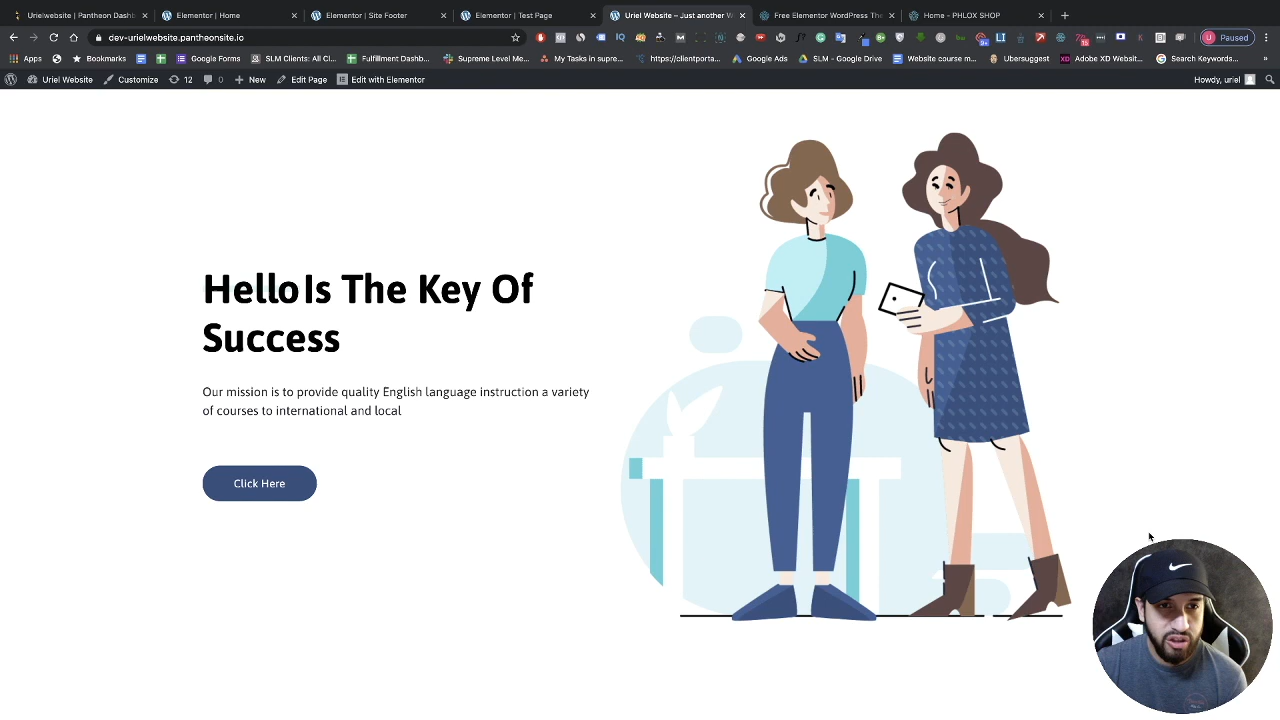 Urielwebsite | Pantheon Dash
Elementor | Home
Elementor | Site Footer
Elementor | Test Page
Uriel Website – Just another W
Free Elementor WordPress The
Home - PHLOX SHOP
dev-urielwebsite.pantheonsite.io
Paused
Apps
Bookmarks
Google Forms
SLM Clients: All Cl...
Fulfillment Dashb...
Supreme Level Me...
My Tasks in supre...
https://clientporta...
Google Ads
SLM - Google Drive
Website course m...
Ubersuggest
Adobe XD Websit...
Search Keywords...
Uriel Website
Customize
12
0
New
Edit Page
Edit with Elementor
Howdy, uriel
Hello Is The Key Of
Success
Our mission is to provide quality English language instruction a variety
of courses to international and local
Click Here